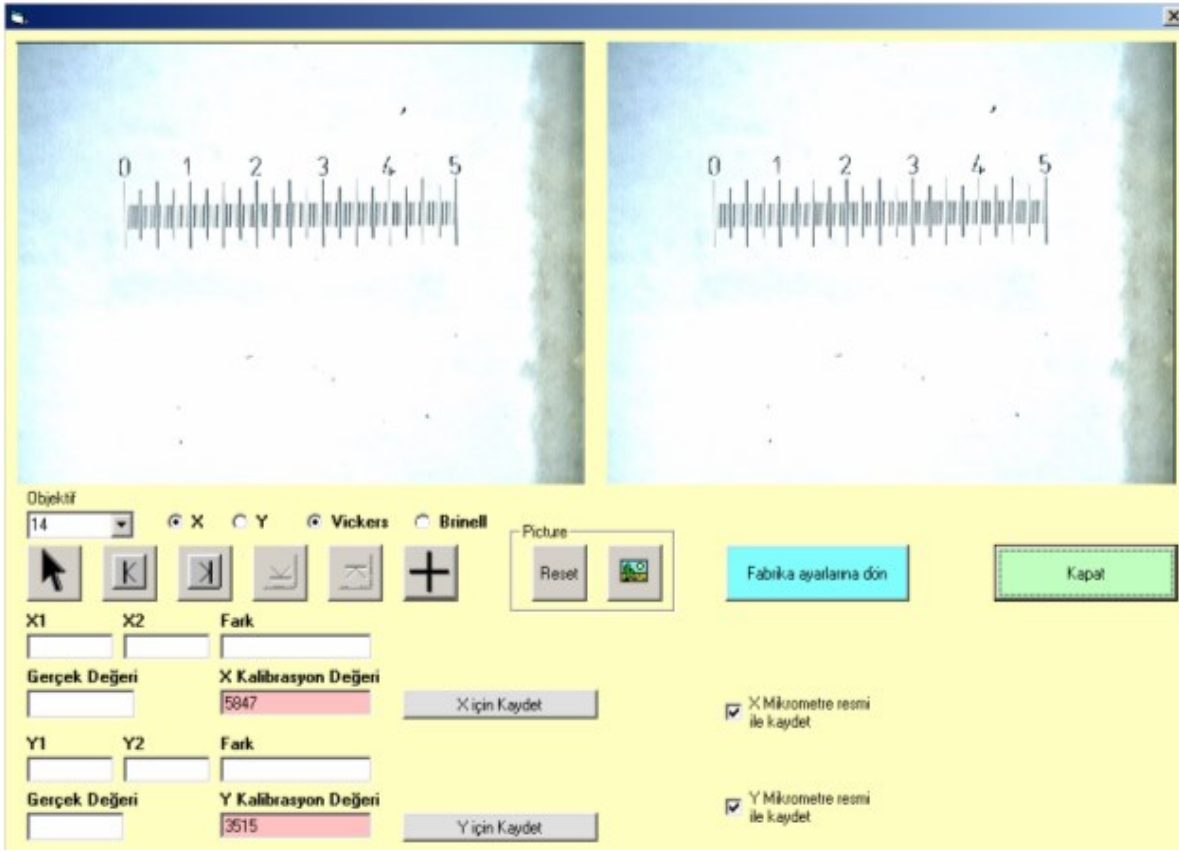 0 1 2 3 4 5
0 1 2 3 4 5
Objektif
14
X Y Vickers Brinell
Picture
Reset
Fabrika ayarlarına dön
Kapat
X1 X2 Fark
Gerçek Değeri X Kalibrasyon Değeri
5847
X için Kaydet
X Mikrometre resmi
ile kaydet
Y1 Y2 Fark
Gerçek Değeri Y Kalibrasyon Değeri
3515
Y için Kaydet
Y Mikrometre resmi
ile kaydet